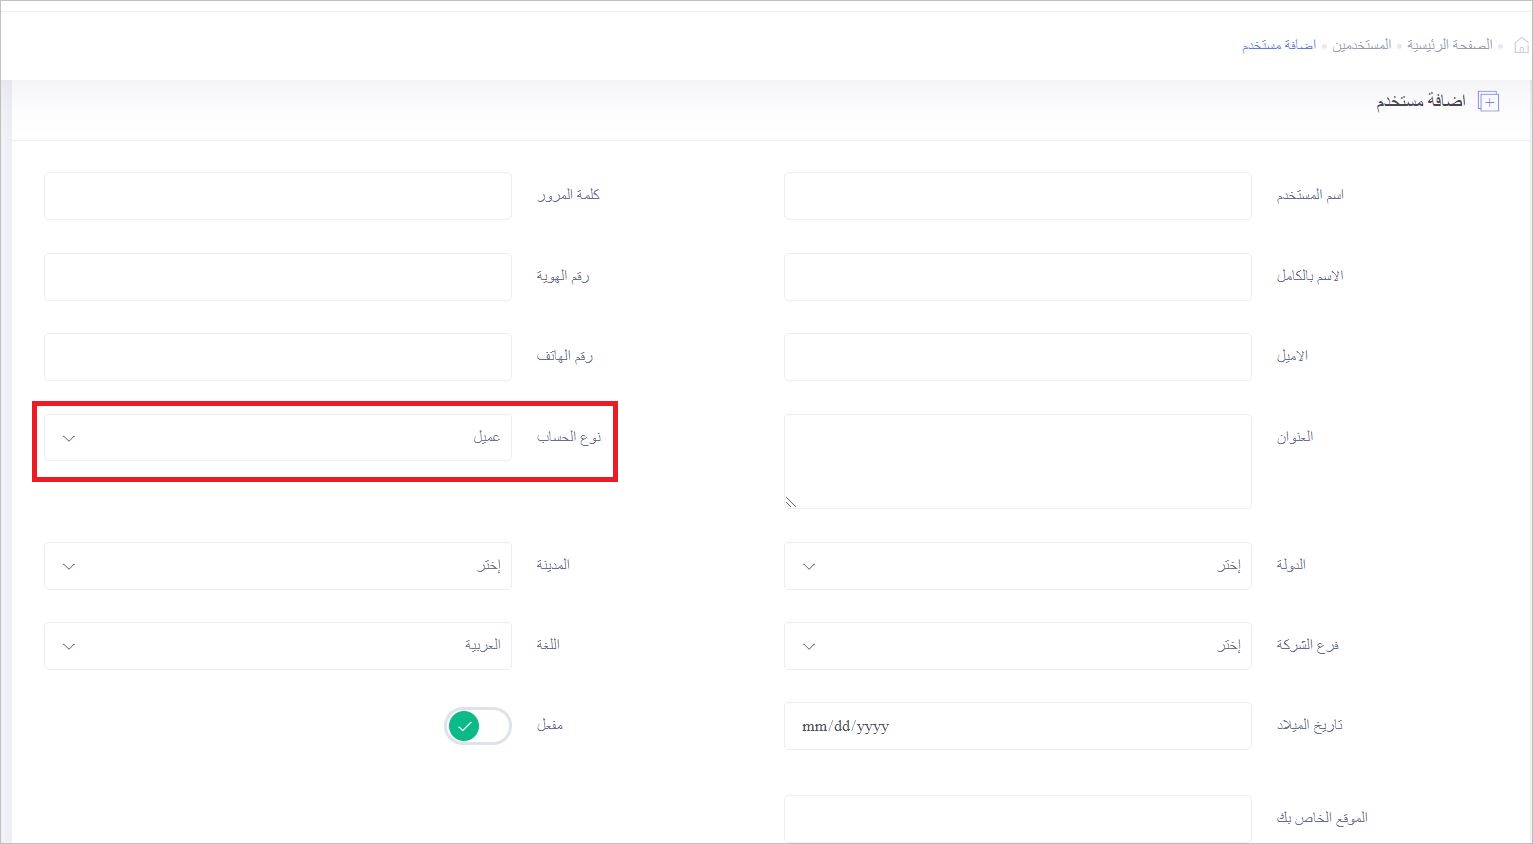 الصفحة الرئيسية • المستخدمين • اضافة مستخدم
اضافة مستخدم
اسم المستخدم
كلمة المرور
الاسم بالكامل
رقم الهوية
الاميل
رقم الهاتف
العنوان
نوع الحساب
عميل
الدولة
إختر
المدينة
إختر
فرع الشركة
إختر
اللغة
العربية
تاريخ الميلاد
mm/dd/yyyy
مفعل
الموقع الخاص بك